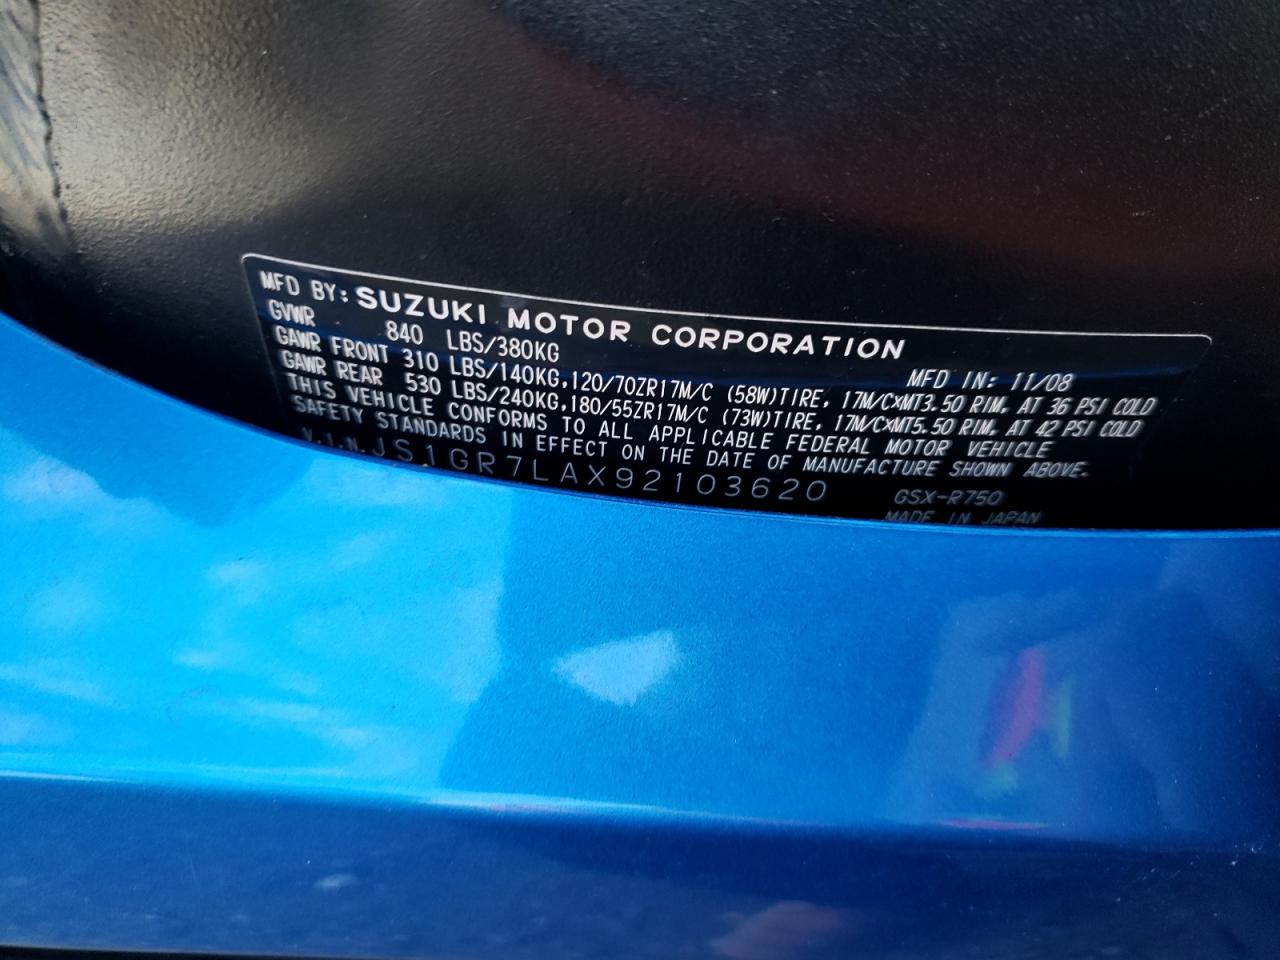 MFD BY: SUZUKI MOTOR CORPORATION
GVWR 840 LBS/380KG MFD IN: 11/08
GAWR FRONT 310 LBS/140KG,120/70ZR17M/C (58W)TIRE, 17M/C×MT3.50 RIM, AT 36 PSI COLD
GAWR REAR 530 LBS/240KG,180/55ZR17M/C (73W)TIRE, 17M/C×MT5.50 RIM, AT 42 PSI COLD
THIS VEHICLE CONFORMS TO ALL APPLICABLE FEDERAL MOTOR VEHICLE
SAFETY STANDARDS IN EFFECT ON THE DATE OF MANUFACTURE SHOWN ABOVE.
V.I.N. JS1GR7LAX92103620 GSX-R750
MADE IN JAPAN